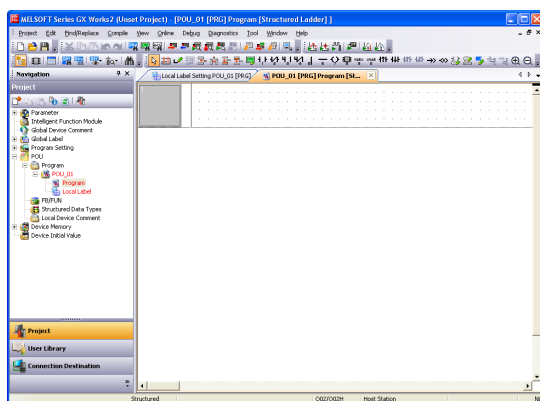 MELSOFT Series GX Works2 (Unset Project) - [POU_01 [PRG] Program [Structured Ladder] ]
Project Edit Find/Replace Compile View Online Debug Diagnostics Tool Window Help
Navigation
Local Label Setting POU_01 [PRG]
POU_01 [PRG] Program [St...
Project
1
Parameter
Intelligent Function Module
Global Device Comment
Global Label
Program Setting
POU
Program
POU_01
Program
Local Label
FB/FUN
Structured Data Types
Local Device Comment
Device Memory
Device Initial Value
Project
User Library
Connection Destination
Structured
Q02/Q02H
Host Station